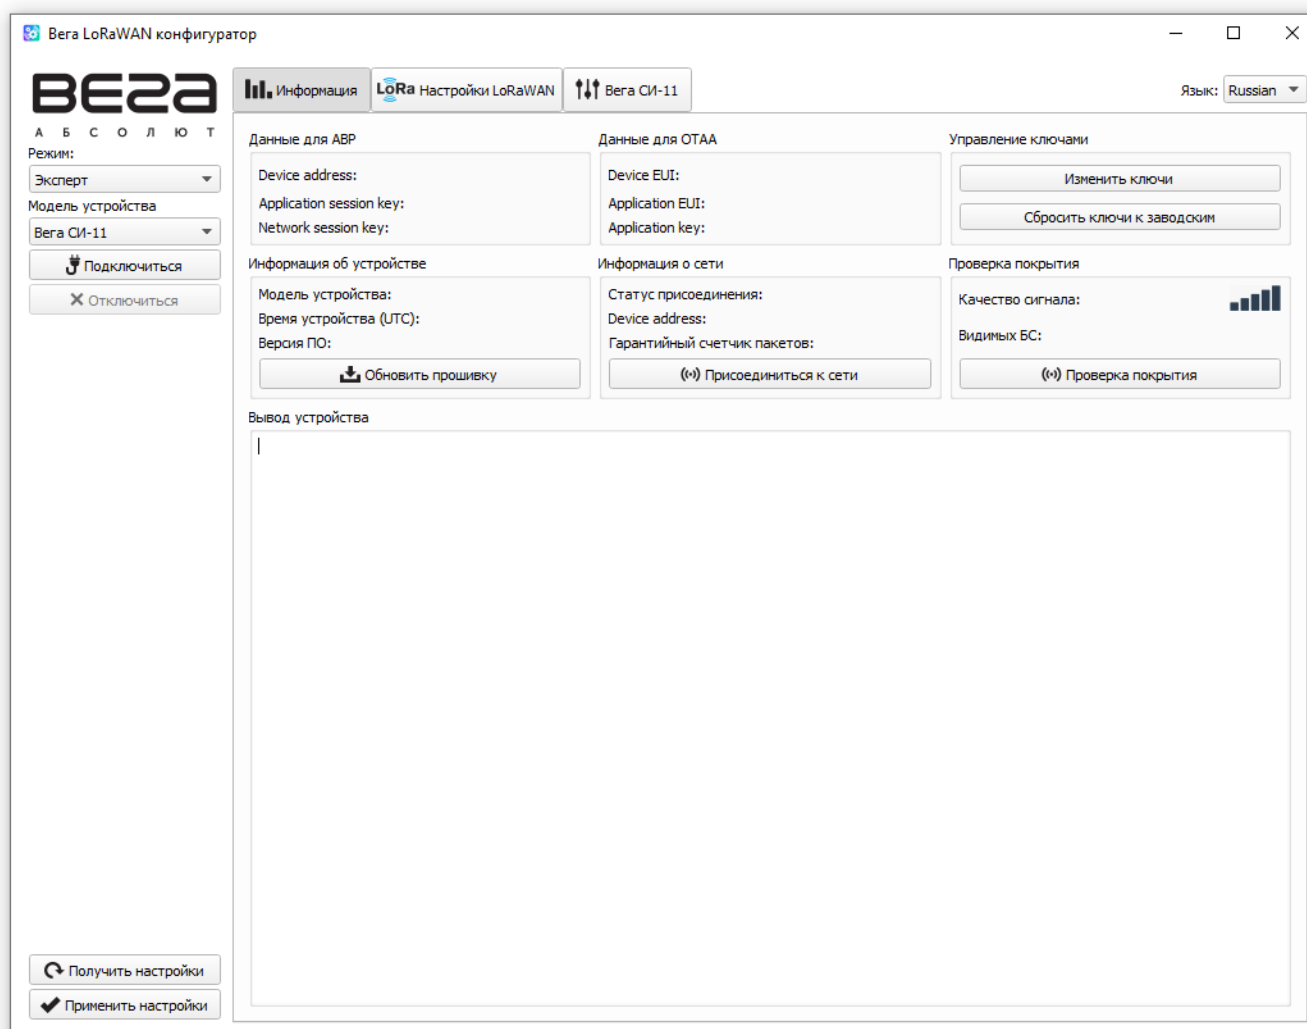 Вега LoRaWAN конфигуратор
ВЕГА
АБСОЛЮТ
Режим:
Эксперт
Модель устройства
Вега СИ-11
Подключиться
Отключиться
Получить настройки
Применить настройки
Информация
LoRa Настройки LoRaWAN
Вега СИ-11
Язык: Russian
Данные для ABP
Device address:
Application session key:
Network session key:
Данные для OTAA
Device EUI:
Application EUI:
Application key:
Управление ключами
Изменить ключи
Сбросить ключи к заводским
Информация об устройстве
Модель устройства:
Время устройства (UTC):
Версия ПО:
Обновить прошивку
Информация о сети
Статус присоединения:
Device address:
Гарантийный счетчик пакетов:
Присоединиться к сети
Проверка покрытия
Качество сигнала:
Видимых БС:
Проверка покрытия
Вывод устройства